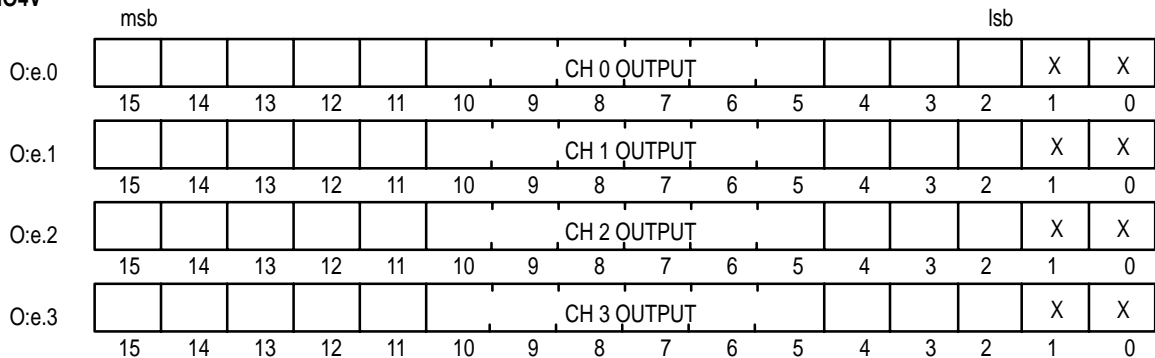 msb lsb
O:e.0 CH 0 OUTPUT X X
15 14 13 12 11 10 9 8 7 6 5 4 3 2 1 0
O:e.1 CH 1 OUTPUT X X
15 14 13 12 11 10 9 8 7 6 5 4 3 2 1 0
O:e.2 CH 2 OUTPUT X X
15 14 13 12 11 10 9 8 7 6 5 4 3 2 1 0
O:e.3 CH 3 OUTPUT X X
15 14 13 12 11 10 9 8 7 6 5 4 3 2 1 0